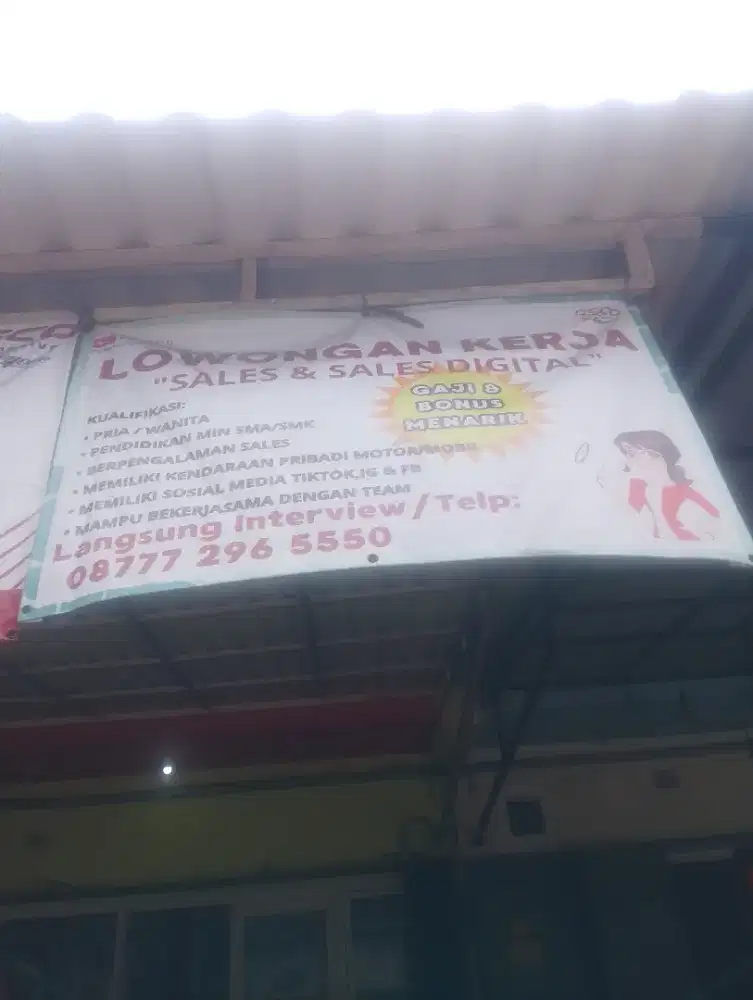 LOWONGAN KERJA
"SALES & SALES DIGITAL"
GAJI &
BONUS
MENARIK
KUALIFIKASI:
• PRIA / WANITA
• PENDIDIKAN MIN SMA/SMK
• BERPENGALAMAN SALES
• MEMILIKI KENDARAAN PRIBADI MOTOR/MOBIL
• MEMILIKI SOSIAL MEDIA TIKTOK,IG & FB
• MAMPU BEKERJASAMA DENGAN TEAM
Langsung Interview / Telp:
08777 296 5550